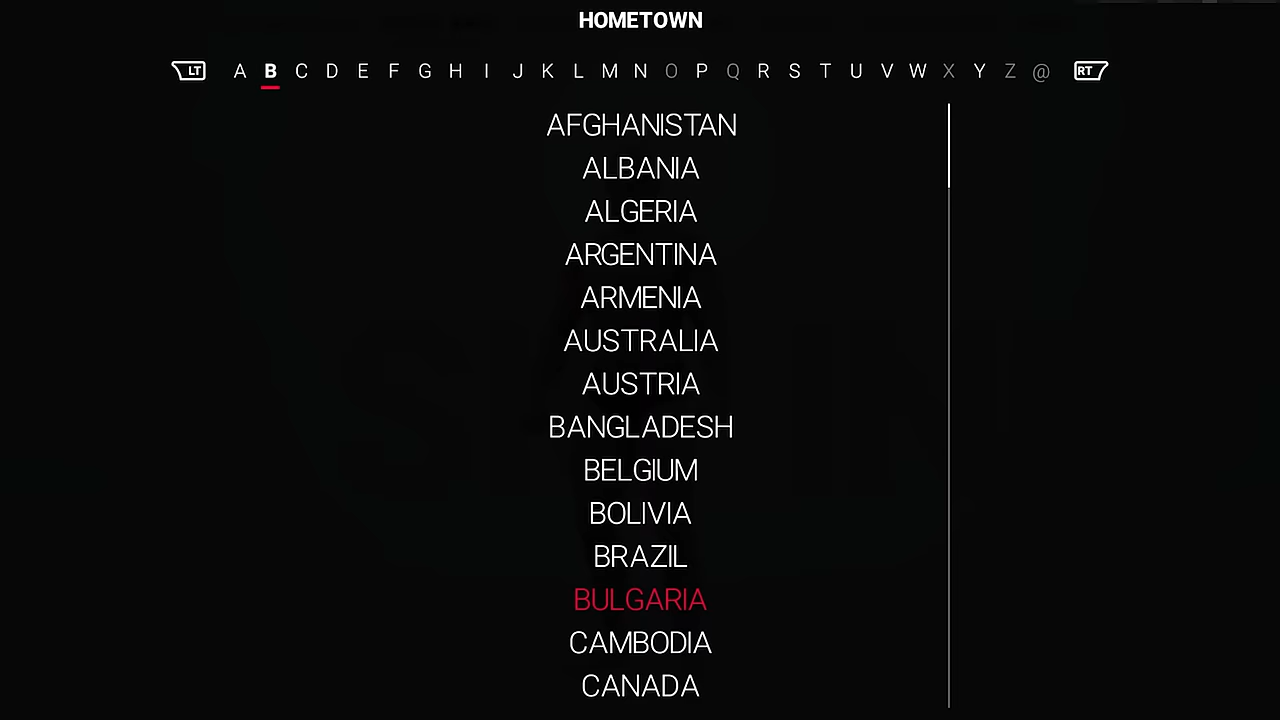 HOMETOWN
LT A B C D E F G H I J K L M N O P Q R S T U V W X Y Z @ RT
AFGHANISTAN
ALBANIA
ALGERIA
ARGENTINA
ARMENIA
AUSTRALIA
AUSTRIA
BANGLADESH
BELGIUM
BOLIVIA
BRAZIL
BULGARIA
CAMBODIA
CANADA